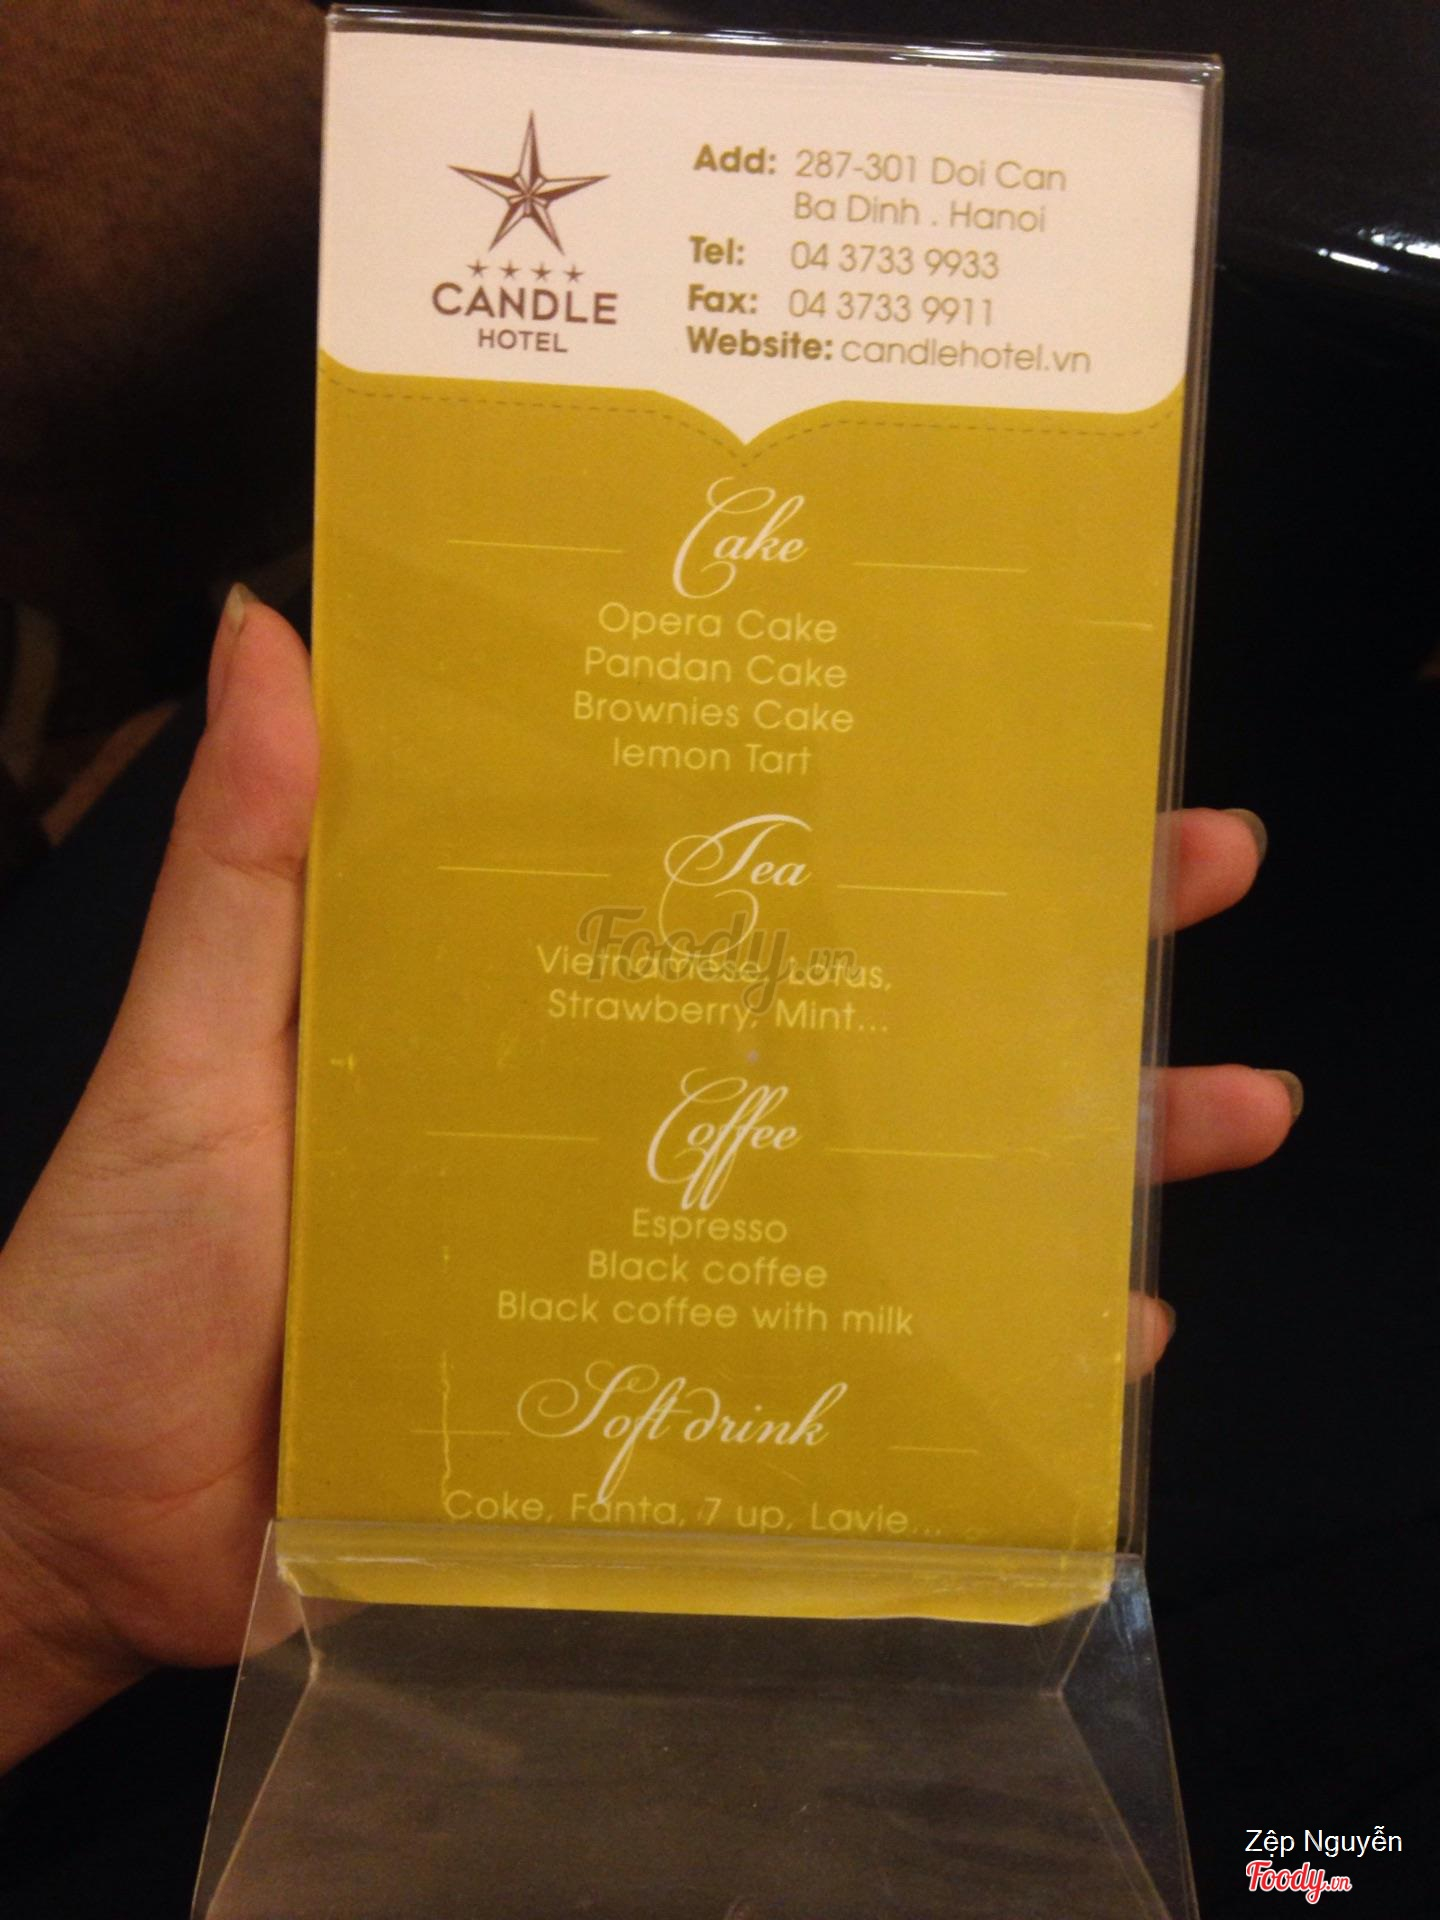 CANDLE
HOTEL
Add: 287-301 Doi Can
Ba Dinh . Hanoi
Tel: 04 3733 9933
Fax: 04 3733 9911
Website: candlehotel.vn
Cake
Opera Cake
Pandan Cake
Brownies Cake
lemon Tart
Tea
Foody.vn
Vietnamese, Lotus,
Strawberry, Mint...
Coffee
Espresso
Black coffee
Black coffee with milk
Soft drink
Coke, Fanta, 7 up, Lavie...
Zệp Nguyễn
Foody.vn